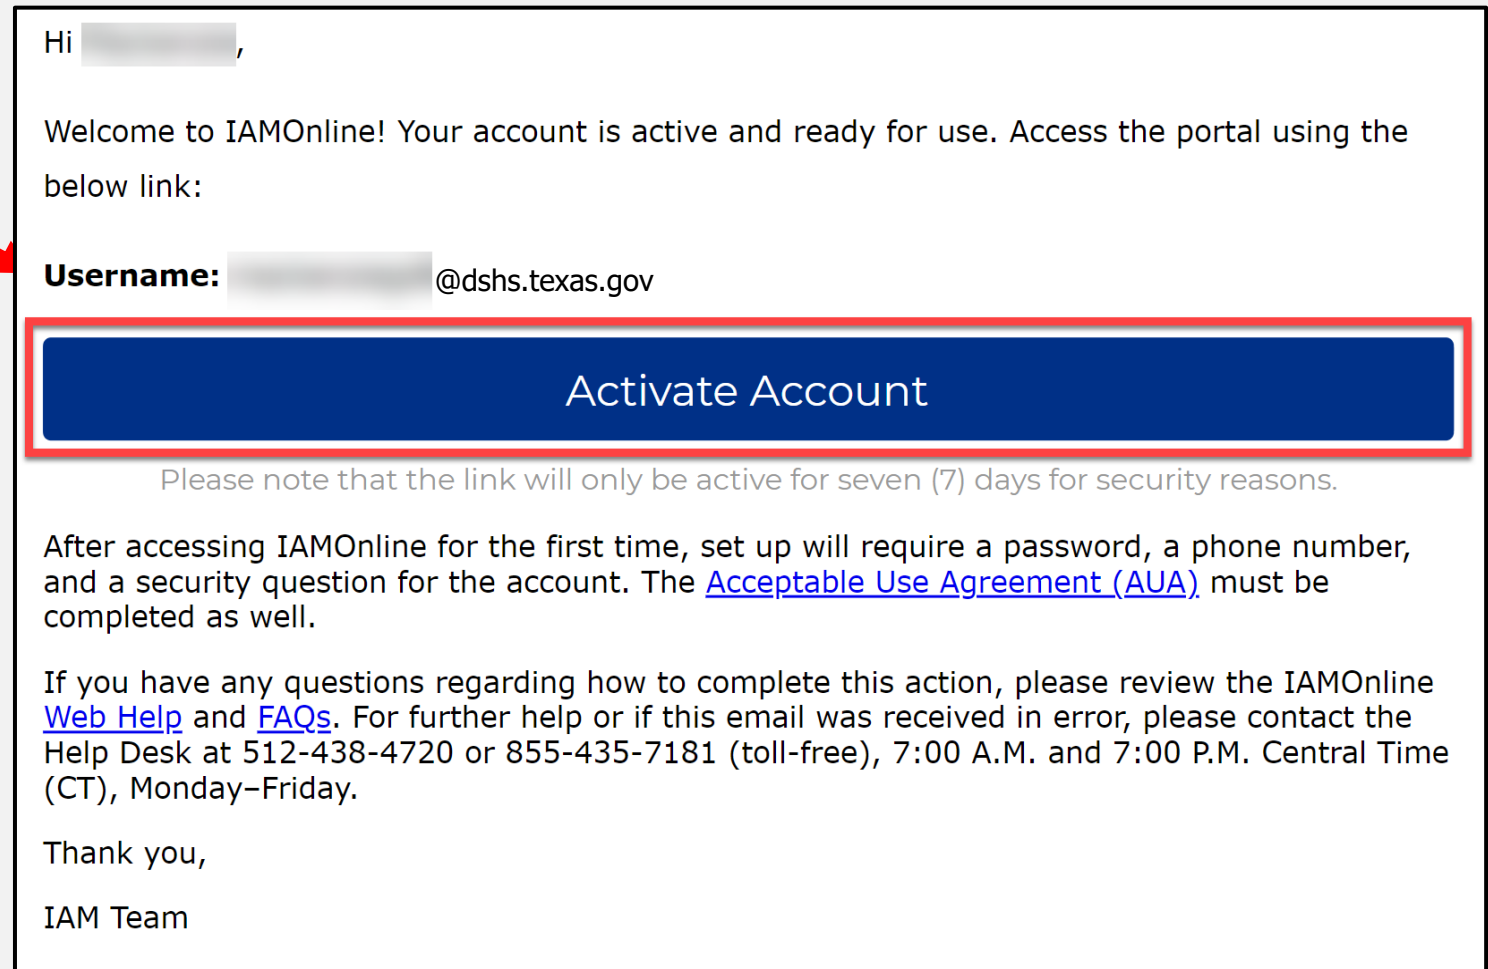 Hi ,
Welcome to IAMOnline! Your account is active and ready for use. Access the portal using the
below link:
Username: @dshs.texas.gov
Activate Account
Please note that the link will only be active for seven (7) days for security reasons.
After accessing IAMOnline for the first time, set up will require a password, a phone number,
and a security question for the account. The Acceptable Use Agreement (AUA) must be
completed as well.
If you have any questions regarding how to complete this action, please review the IAMOnline
Web Help and FAQs. For further help or if this email was received in error, please contact the
Help Desk at 512-438-4720 or 855-435-7181 (toll-free), 7:00 A.M. and 7:00 P.M. Central Time
(CT), Monday–Friday.
Thank you,
IAM Team